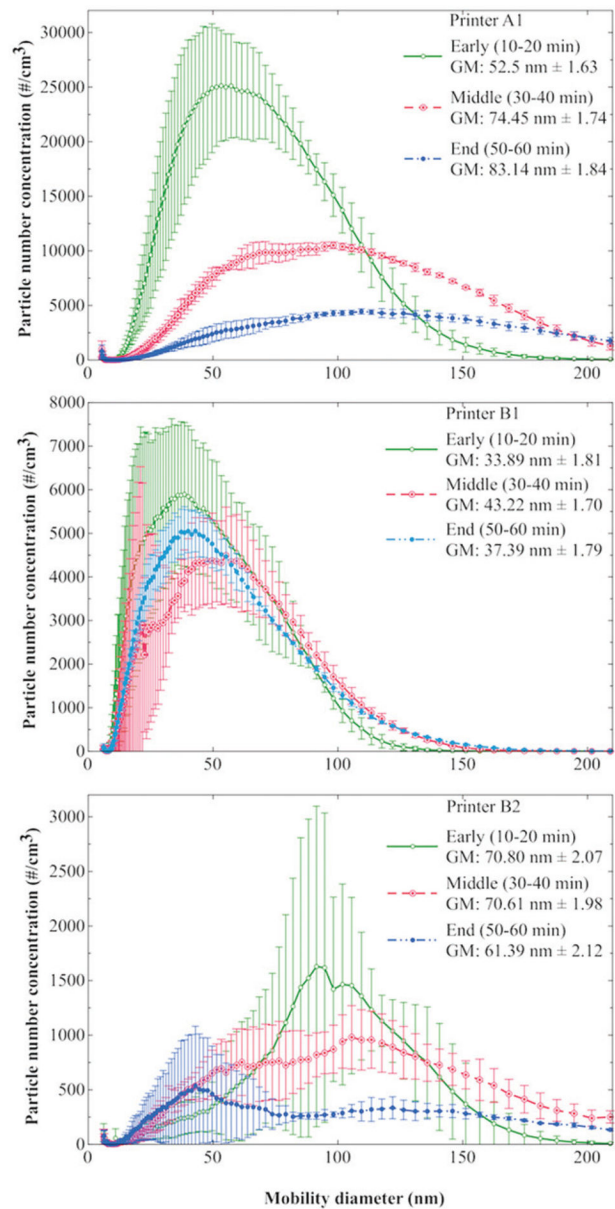 Printer A1
Early (10-20 min)
GM: 52.5 nm ± 1.63
Middle (30-40 min)
GM: 74.45 nm ± 1.74
End (50-60 min)
GM: 83.14 nm ± 1.84
Particle number concentration (#/cm³)
30000
25000
20000
15000
10000
5000
0
0 50 100 150 200
Printer B1
Early (10-20 min)
GM: 33.89 nm ± 1.81
Middle (30-40 min)
GM: 43.22 nm ± 1.70
End (50-60 min)
GM: 37.39 nm ± 1.79
Particle number concentration (#/cm³)
8000
7000
6000
5000
4000
3000
2000
1000
0
0 50 100 150 200
Printer B2
Early (10-20 min)
GM: 70.80 nm ± 2.07
Middle (30-40 min)
GM: 70.61 nm ± 1.98
End (50-60 min)
GM: 61.39 nm ± 2.12
Particle number concentration (#/cm³)
3000
2500
2000
1500
1000
500
0
0 50 100 150 200
Mobility diameter (nm)